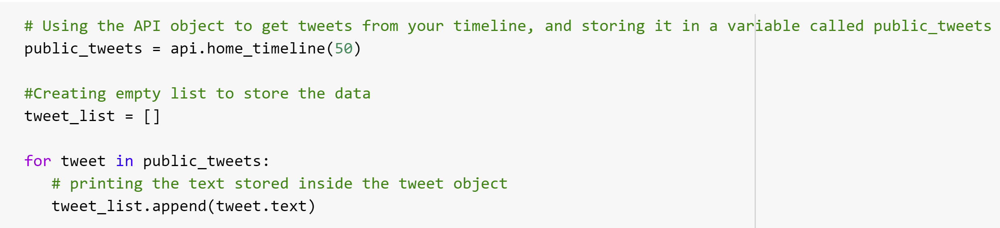 # Using the API object to get tweets from your timeline, and storing it in a variable called public_tweets
public_tweets = api.home_timeline(50)
#Creating empty list to store the data
tweet_list = []
for tweet in public_tweets:
# printing the text stored inside the tweet object
tweet_list.append(tweet.text)